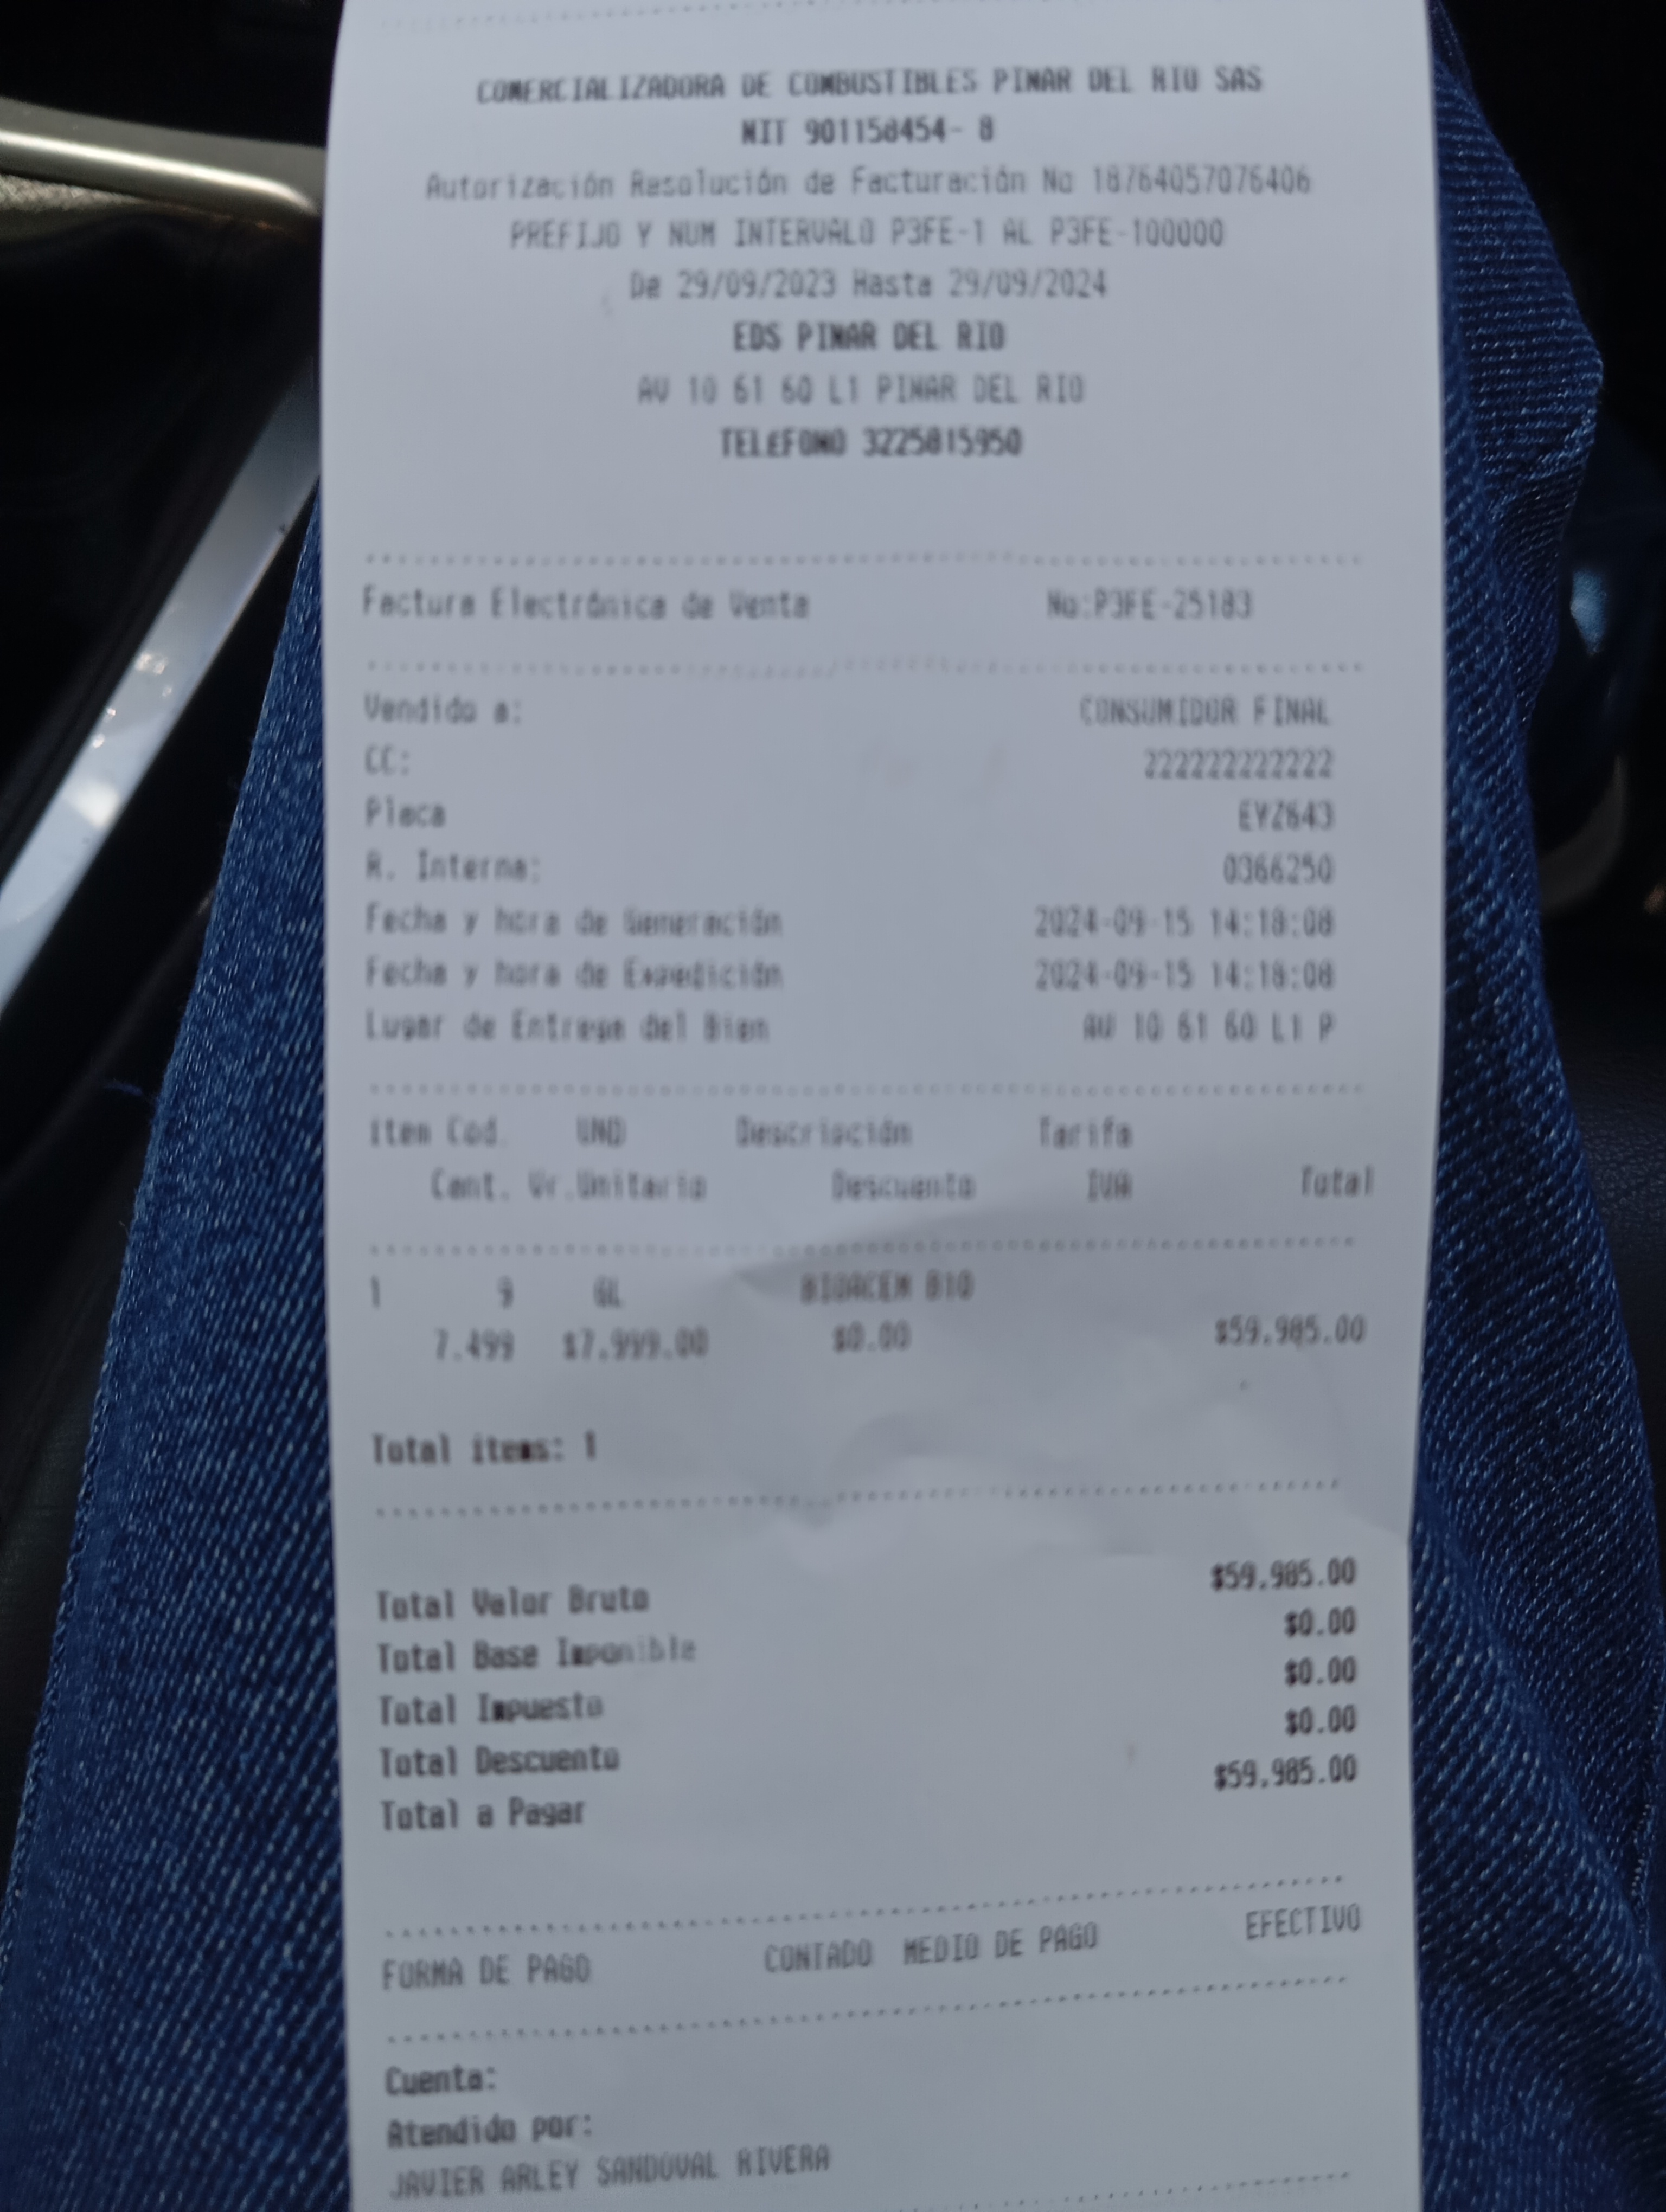 COMERCIALIZADORA DE COMBUSTIBLES PINAR DEL RIO SAS
NIT 901158454- 8
Autorización Resolución de Facturación No 18764057076406
PREFIJO Y NUM INTERVALO P3FE-1 AL P3FE-100000
De 29/09/2023 Hasta 29/09/2024
EDS PINAR DEL RIO
AV 10 61 60 L1 PINAR DEL RIO
TELEFONO 3225815950
Factura Electrónica de Venta No:P3FE-25183
Vendido a: CONSUMIDOR FINAL
CC: 222222222222
Placa EYZ643
R. Interna: 0366250
Fecha y hora de Generación 2024-09-15 14:18:08
Fecha y hora de Expedición 2024-09-15 14:18:08
Lugar de Entrega del Bien AV 10 61 60 L1 P
item Cod. UND Descripción Tarifa
Cant. Vr.Unitario Descuento IVA Total
1 9 GL BIOACEM B10
7.499 $7,999.00 $0.00 $59,985.00
Total items: 1
Total Valor Bruto $59,985.00
Total Base Imponible $0.00
Total Impuesto $0.00
Total Descuento $0.00
Total a Pagar $59,985.00
FORMA DE PAGO CONTADO MEDIO DE PAGO EFECTIVO
Cuenta:
Atendido por:
JAVIER ARLEY SANDOVAL RIVERA